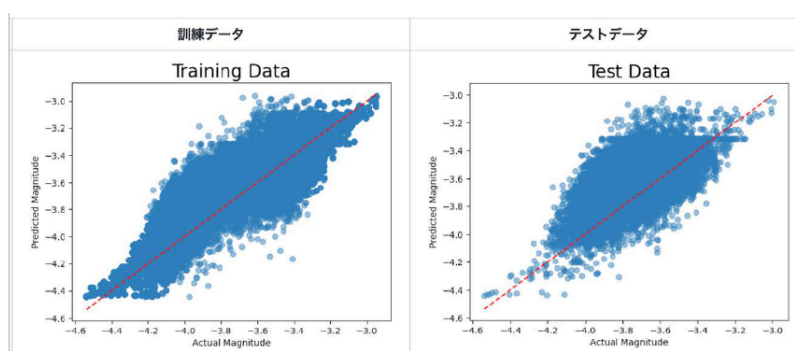 訓練データ
テストデータ
Training Data
−3.0
−3.2
−3.4
−3.6
−3.8
−4.0
−4.2
−4.4
−4.6
Predicted Magnitude
−4.6 −4.4 −4.2 −4.0 −3.8 −3.6 −3.4 −3.2 −3.0
Actual Magnitude
Test Data
−3.0
−3.2
−3.4
−3.6
−3.8
−4.0
−4.2
−4.4
−4.6
Predicted Magnitude
−4.6 −4.4 −4.2 −4.0 −3.8 −3.6 −3.4 −3.2 −3.0
Actual Magnitude